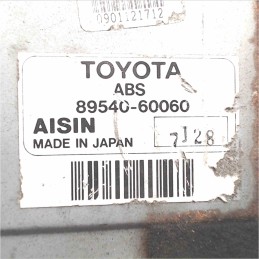 0901121712
TOYOTA
ABS
89540-60060
AISIN
7J28
MADE IN JAPAN